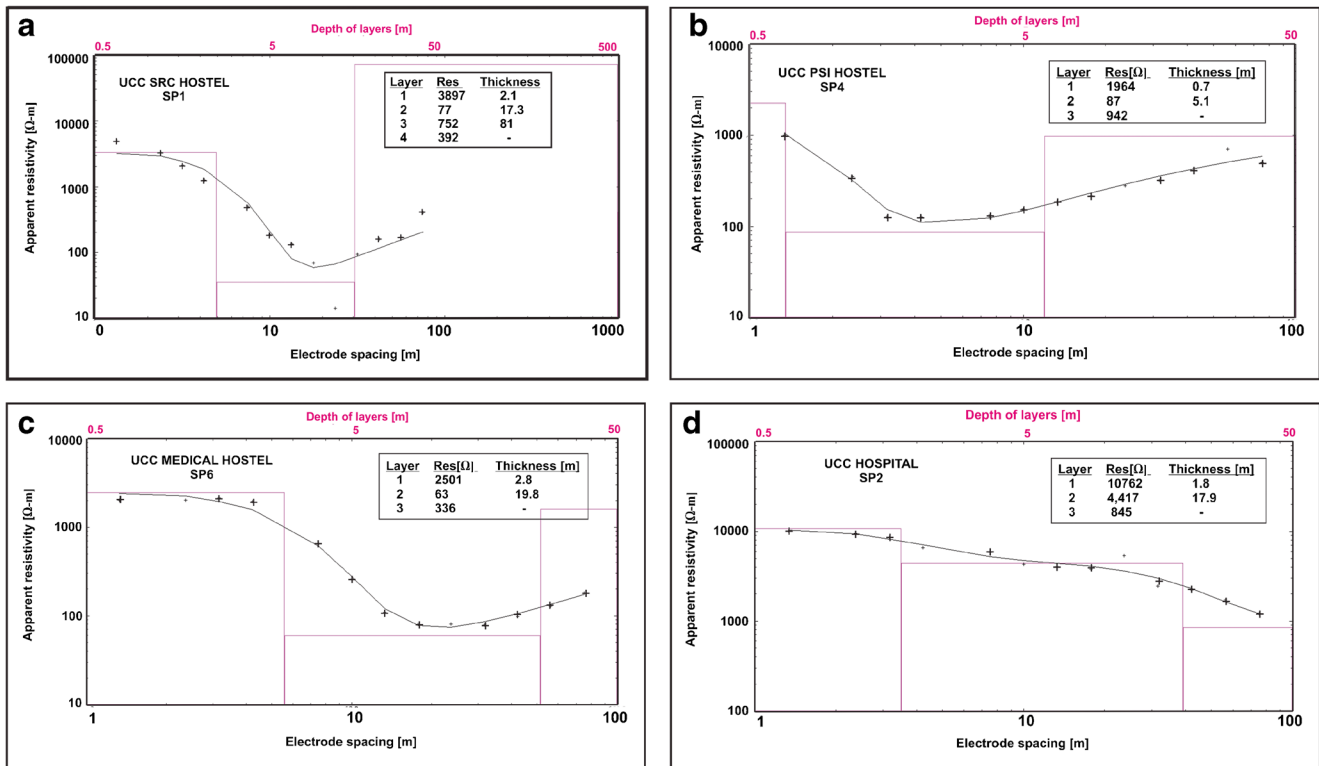 a
Depth of layers [m]
0.5 5 50 500
UCC SRC HOSTEL
SP1
Layer Res Thickness
1 3897 2.1
2 77 17.3
3 752 81
4 392 -
Apparent resistivity [Ω-m]
100000
10000
1000
100
10
0 10 100 1000
Electrode spacing [m]
b
Depth of layers [m]
0.5 5 50
UCC PSI HOSTEL
SP4
Layer Res[Ω| Thickness [m]
1 1964 0.7
2 87 5.1
3 942 -
Apparent resistivity [Ω-m]
10000
1000
100
10
1 10 100
Electrode spacing [m]
c
Depth of layers [m]
0.5 5 50
UCC MEDICAL HOSTEL
SP6
Layer Res[Ω| Thickness [m]
1 2501 2.8
2 63 19.8
3 336 -
Apparent resistivity [Ω-m]
10000
1000
100
10
1 10 100
Electrode spacing [m]
d
Depth of layers [m]
0.5 5 50
UCC HOSPITAL
SP2
Layer Res[Ω| Thickness [m]
1 10762 1.8
2 4,417 17.9
3 845 -
Apparent resistivity [Ω-m]
100000
10000
1000
100
1 10 100
Electrode spacing [m]